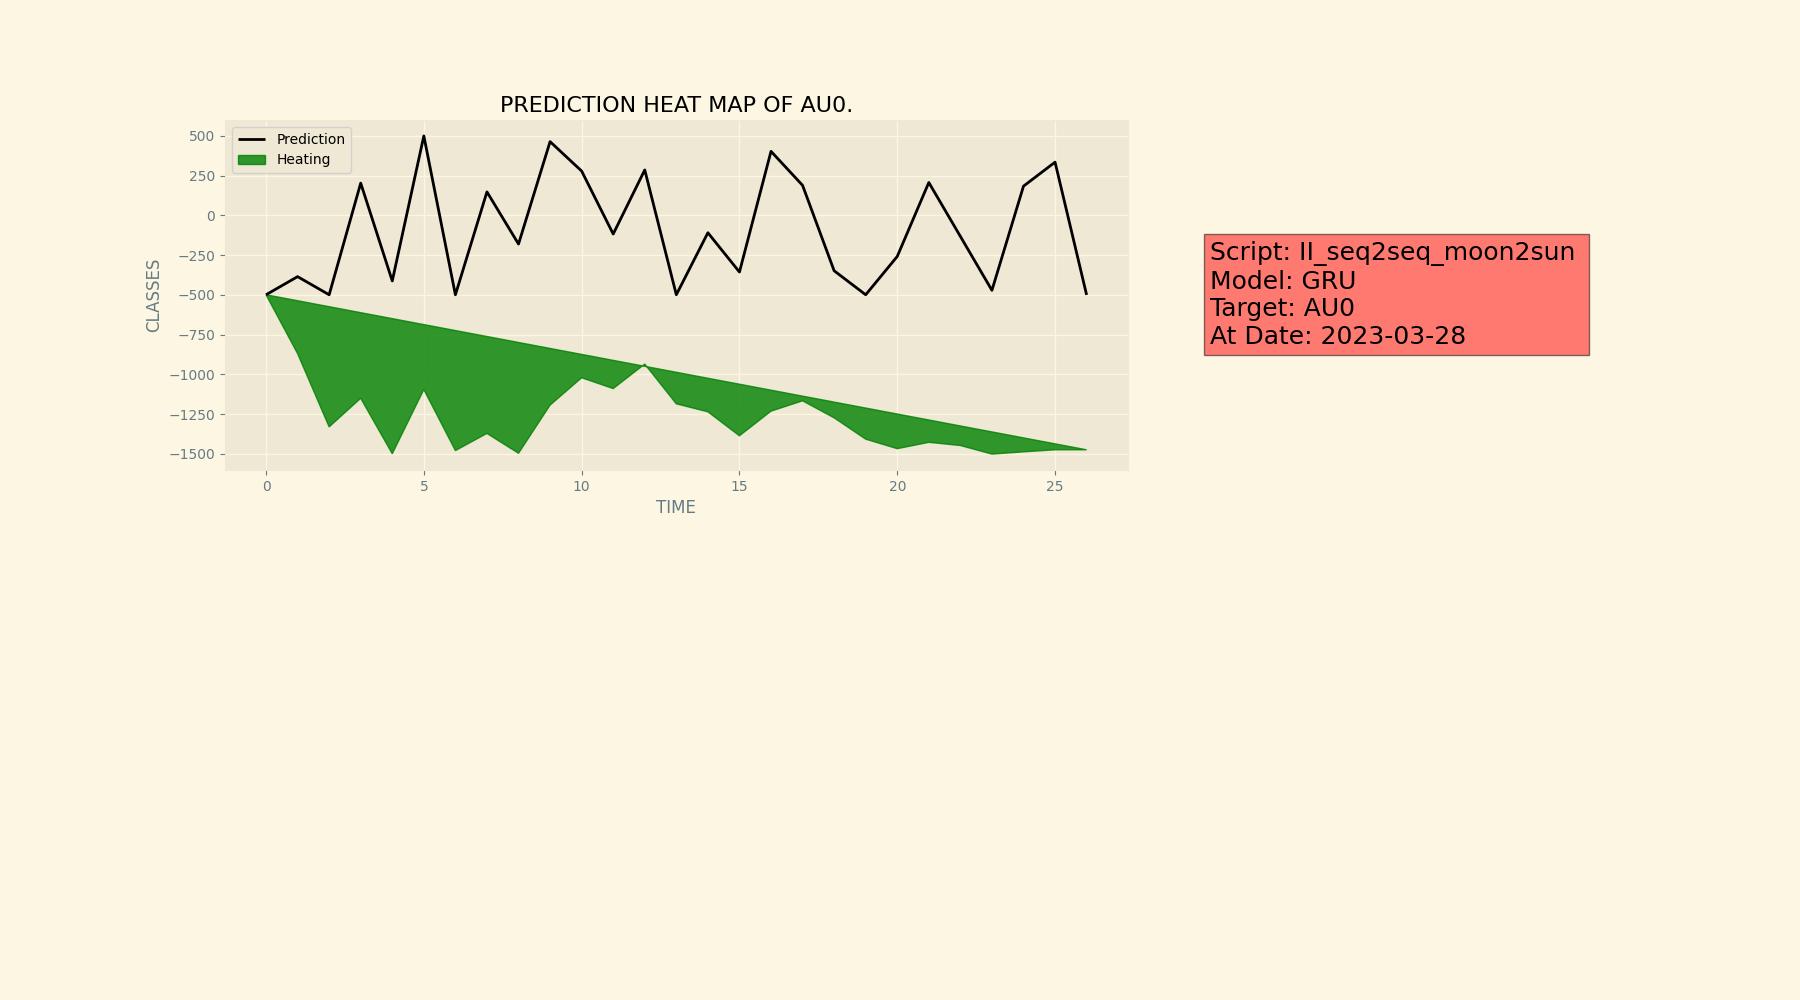 PREDICTION HEAT MAP OF AU0.
Prediction
Heating
500
250
0
−250
−500
−750
−1000
−1250
−1500
CLASSES
0 5 10 15 20 25
TIME
Script: II_seq2seq_moon2sun
Model: GRU
Target: AU0
At Date: 2023-03-28